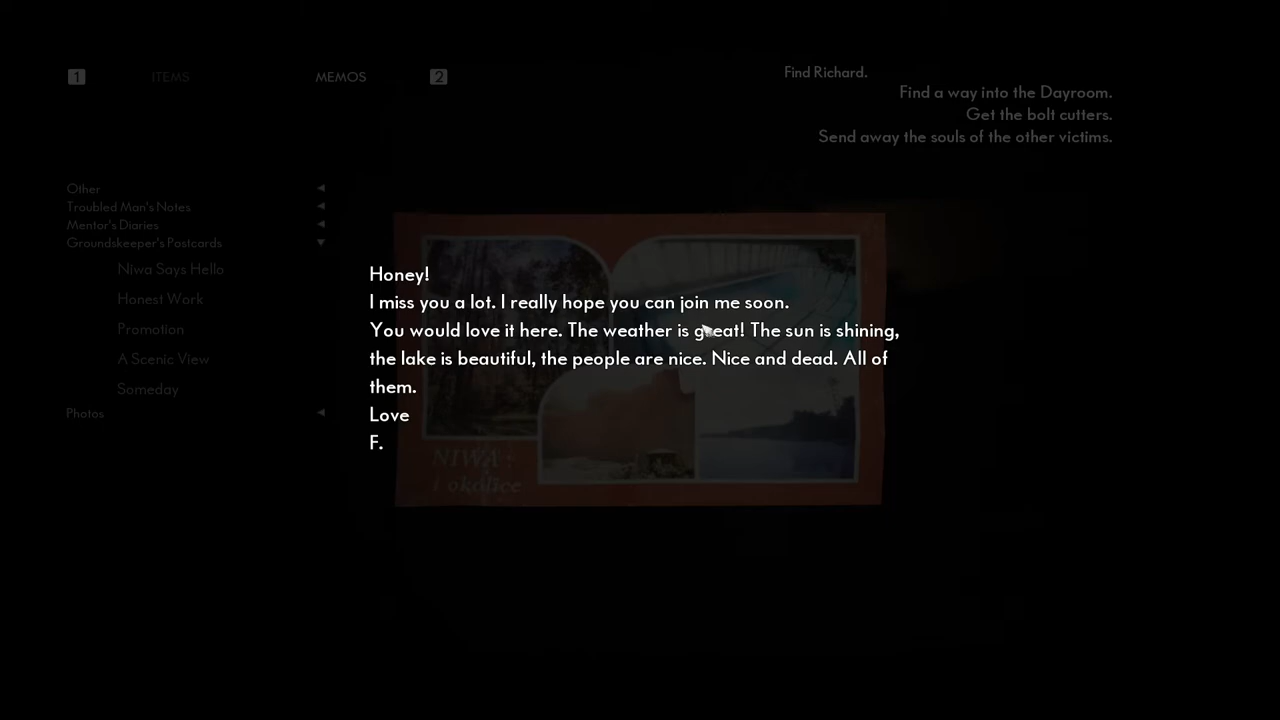 1 ITEMS MEMOS 2
Find Richard.
Find a way into the Dayroom.
Get the bolt cutters.
Send away the souls of the other victims.
Other
Troubled Man's Notes
Mentor's Diaries
Groundskeeper's Postcards
Niwa Says Hello
Honest Work
Promotion
A Scenic View
Someday
Photos
Honey!
I miss you a lot. I really hope you can join me soon.
You would love it here. The weather is great! The sun is shining,
the lake is beautiful, the people are nice. Nice and dead. All of
them.
Love
F.
NIWA
i okolice